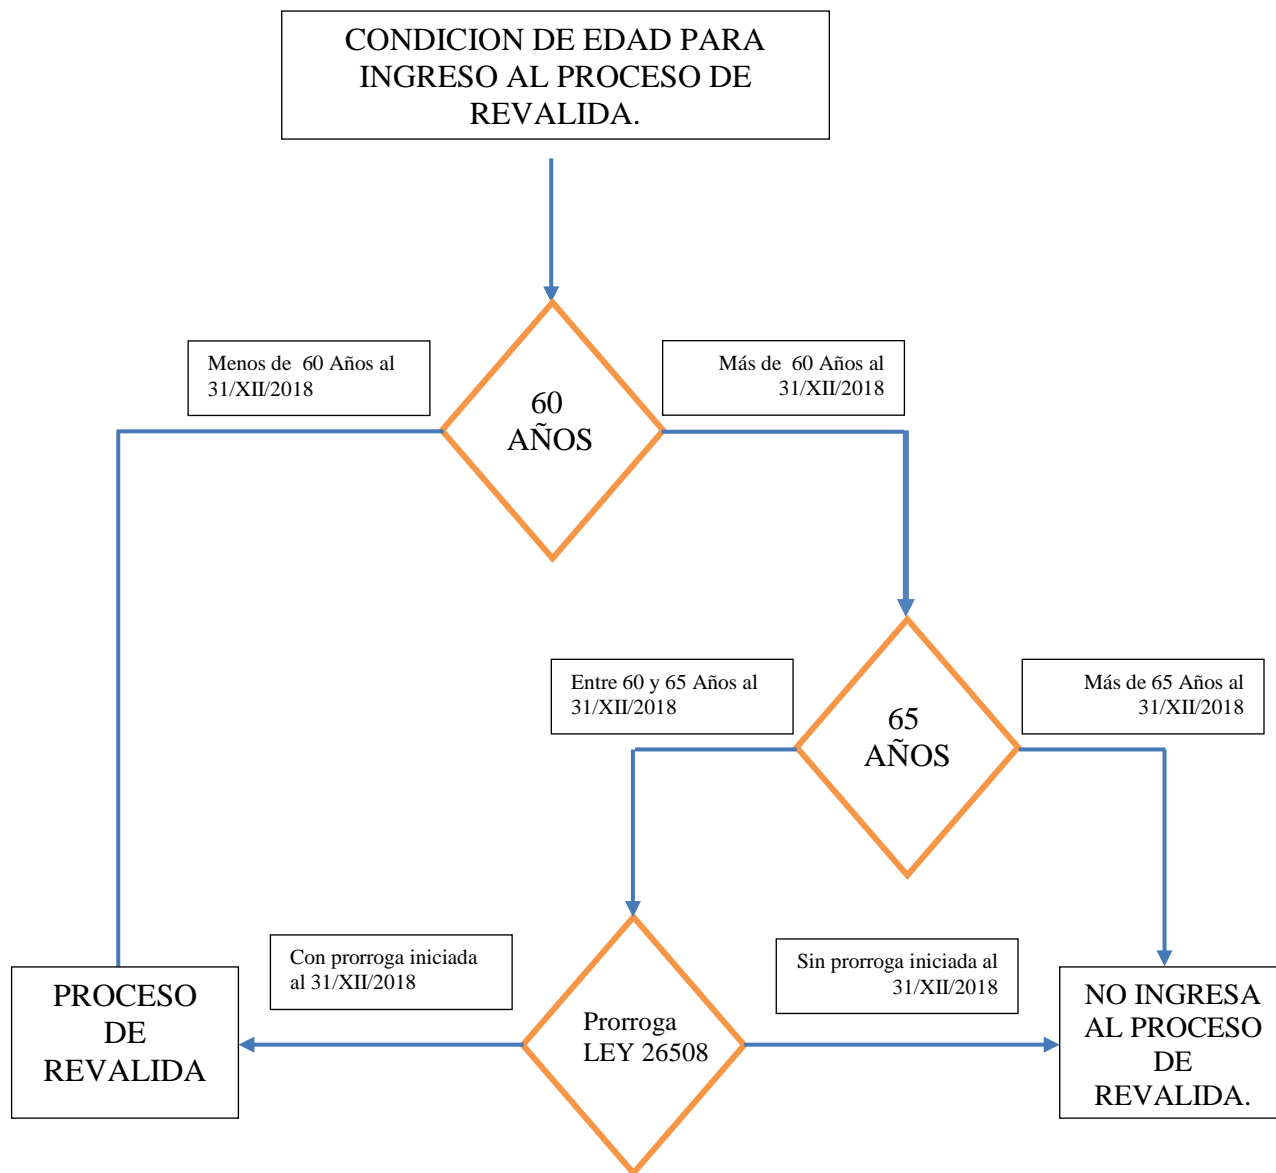 CONDICION DE EDAD PARA
INGRESO AL PROCESO DE
REVALIDA.
Menos de 60 Años al
31/XII/2018
Más de 60 Años al
31/XII/2018
60
AÑOS
Entre 60 y 65 Años al
31/XII/2018
Más de 65 Años al
31/XII/2018
65
AÑOS
Con prorroga iniciada
al 31/XII/2018
Sin prorroga iniciada al
31/XII/2018
PROCESO
DE
REVALIDA
Prorroga
LEY 26508
NO INGRESA
AL PROCESO
DE
REVALIDA.